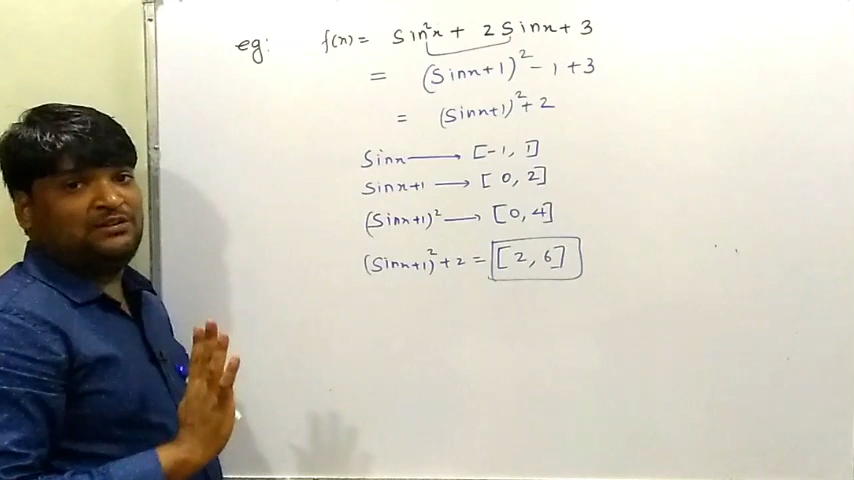 eg: f(x) = sin²x + 2sinx + 3
= (sinx+1)² - 1 + 3
= (sinx+1)² + 2
sinx → [-1, 1]
sinx+1 → [0, 2]
(sinx+1)² → [0, 4]
(sinx+1)² + 2 = [2, 6]